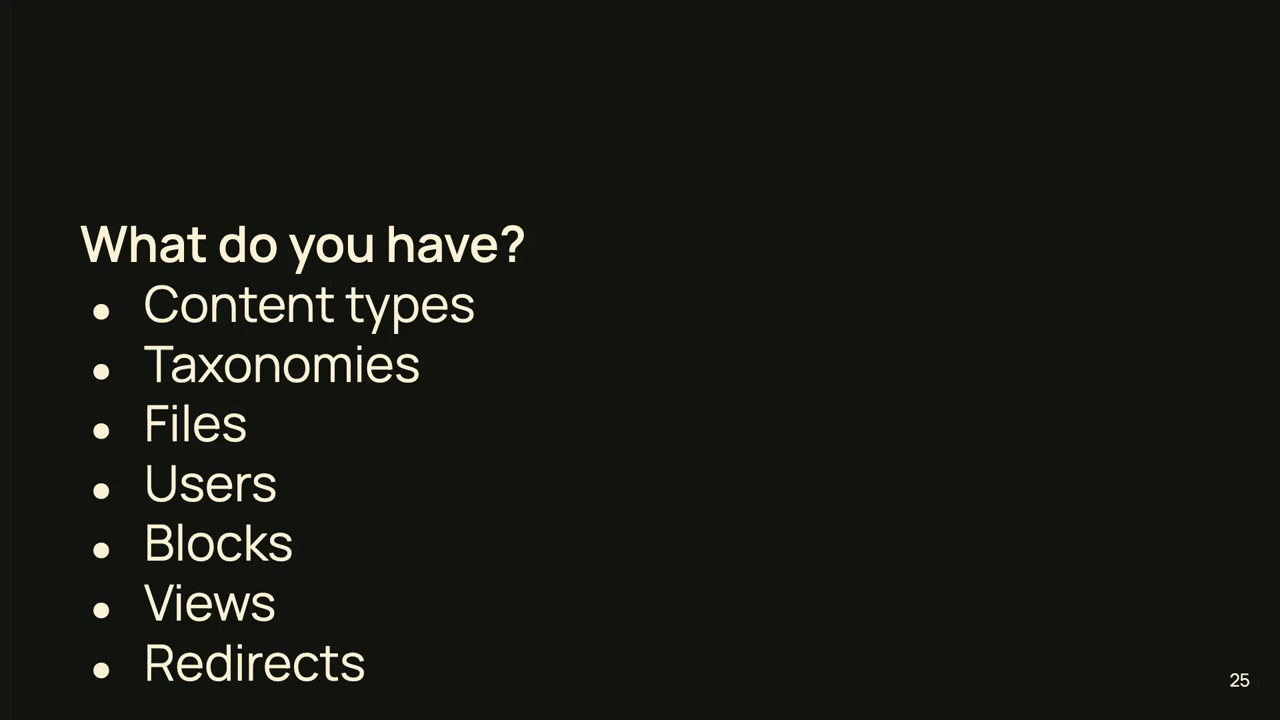 What do you have?
● Content types
● Taxonomies
● Files
● Users
● Blocks
● Views
● Redirects
25